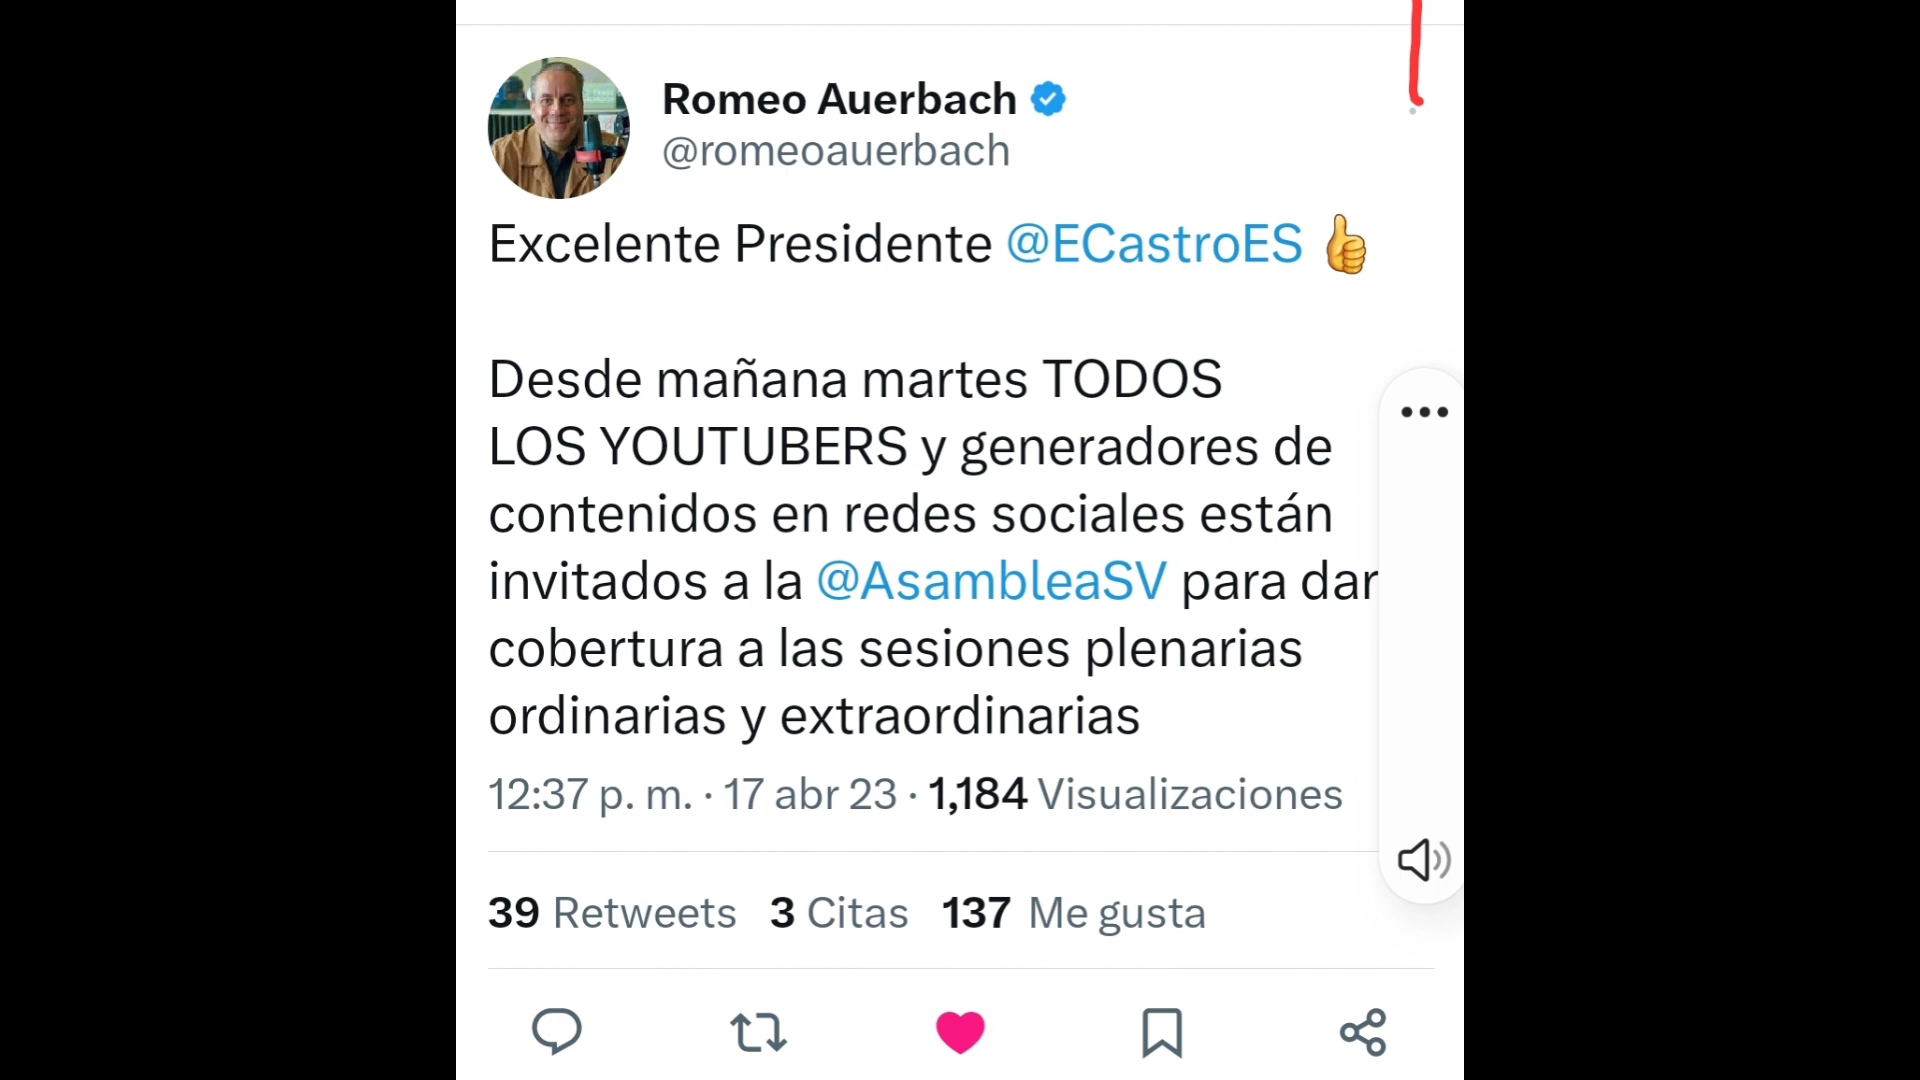 Romeo Auerbach
@romeoauerbach
Excelente Presidente @ECastroES 👍
Desde mañana martes TODOS
LOS YOUTUBERS y generadores de
contenidos en redes sociales están
invitados a la @AsambleaSV para dar
cobertura a las sesiones plenarias
ordinarias y extraordinarias
12:37 p. m. · 17 abr 23 · 1,184 Visualizaciones
39 Retweets 3 Citas 137 Me gusta